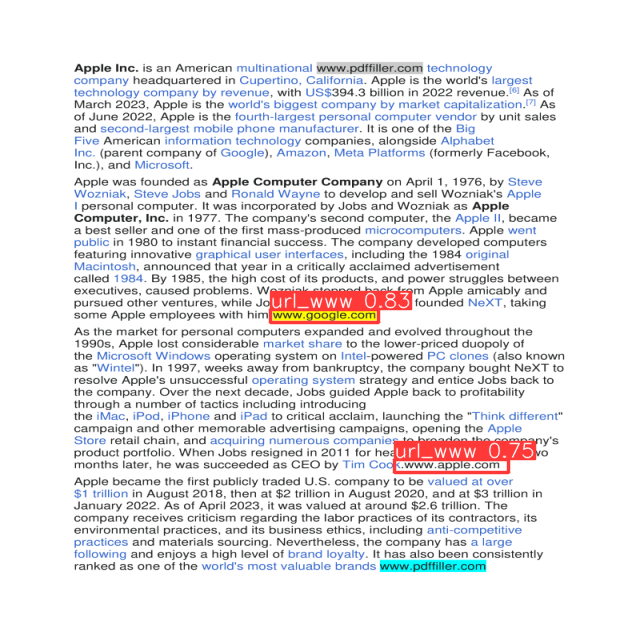 Apple Inc. is an American multinational www.pdffiller.com technology
company headquartered in Cupertino, California. Apple is the world's largest
technology company by revenue, with US$394.3 billion in 2022 revenue.[6] As of
March 2023, Apple is the world's biggest company by market capitalization.[7] As
of June 2022, Apple is the fourth-largest personal computer vendor by unit sales
and second-largest mobile phone manufacturer. It is one of the Big
Five American information technology companies, alongside Alphabet
Inc. (parent company of Google), Amazon, Meta Platforms (formerly Facebook,
Inc.), and Microsoft.
Apple was founded as Apple Computer Company on April 1, 1976, by Steve
Wozniak, Steve Jobs and Ronald Wayne to develop and sell Wozniak's Apple
I personal computer. It was incorporated by Jobs and Wozniak as Apple
Computer, Inc. in 1977. The company's second computer, the Apple II, became
a best seller and one of the first mass-produced microcomputers. Apple went
public in 1980 to instant financial success. The company developed computers
featuring innovative graphical user interfaces, including the 1984 original
Macintosh, announced that year in a critically acclaimed advertisement
called 1984. By 1985, the high cost of its products, and power struggles between
executives, caused problems. Wozniak stepped back from Apple amicably and
pursued other ventures, while Jo
url_www 0.83
founded NeXT, taking
some Apple employees with him www.google.com
As the market for personal computers expanded and evolved throughout the
1990s, Apple lost considerable market share to the lower-priced duopoly of
the Microsoft Windows operating system on Intel-powered PC clones (also known
as "Wintel"). In 1997, weeks away from bankruptcy, the company bought NeXT to
resolve Apple's unsuccessful operating system strategy and entice Jobs back to
the company. Over the next decade, Jobs guided Apple back to profitability
through a number of tactics including introducing
the iMac, iPod, iPhone and iPad to critical acclaim, launching the "Think different"
campaign and other memorable advertising campaigns, opening the Apple
Store retail chain, and acquiring numerous companies to broaden the company's
product portfolio. When Jobs resigned in 2011 for hea
url_www 0.75
wo
months later, he was succeeded as CEO by Tim Cook.www.apple.com
Apple became the first publicly traded U.S. company to be valued at over
$1 trillion in August 2018, then at $2 trillion in August 2020, and at $3 trillion in
January 2022. As of April 2023, it was valued at around $2.6 trillion. The
company receives criticism regarding the labor practices of its contractors, its
environmental practices, and its business ethics, including anti-competitive
practices and materials sourcing. Nevertheless, the company has a large
following and enjoys a high level of brand loyalty. It has also been consistently
ranked as one of the world's most valuable brands www.pdffiller.com